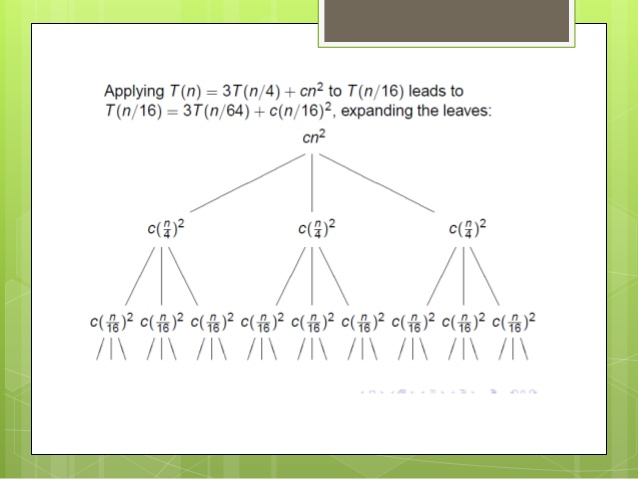 Applying T(n) = 3T(n/4) + cn² to T(n/16) leads to
T(n/16) = 3T(n/64) + c(n/16)², expanding the leaves:
cn²
c(n/4)² c(n/4)² c(n/4)²
c(n/16)² c(n/16)² c(n/16)² c(n/16)² c(n/16)² c(n/16)² c(n/16)² c(n/16)² c(n/16)²